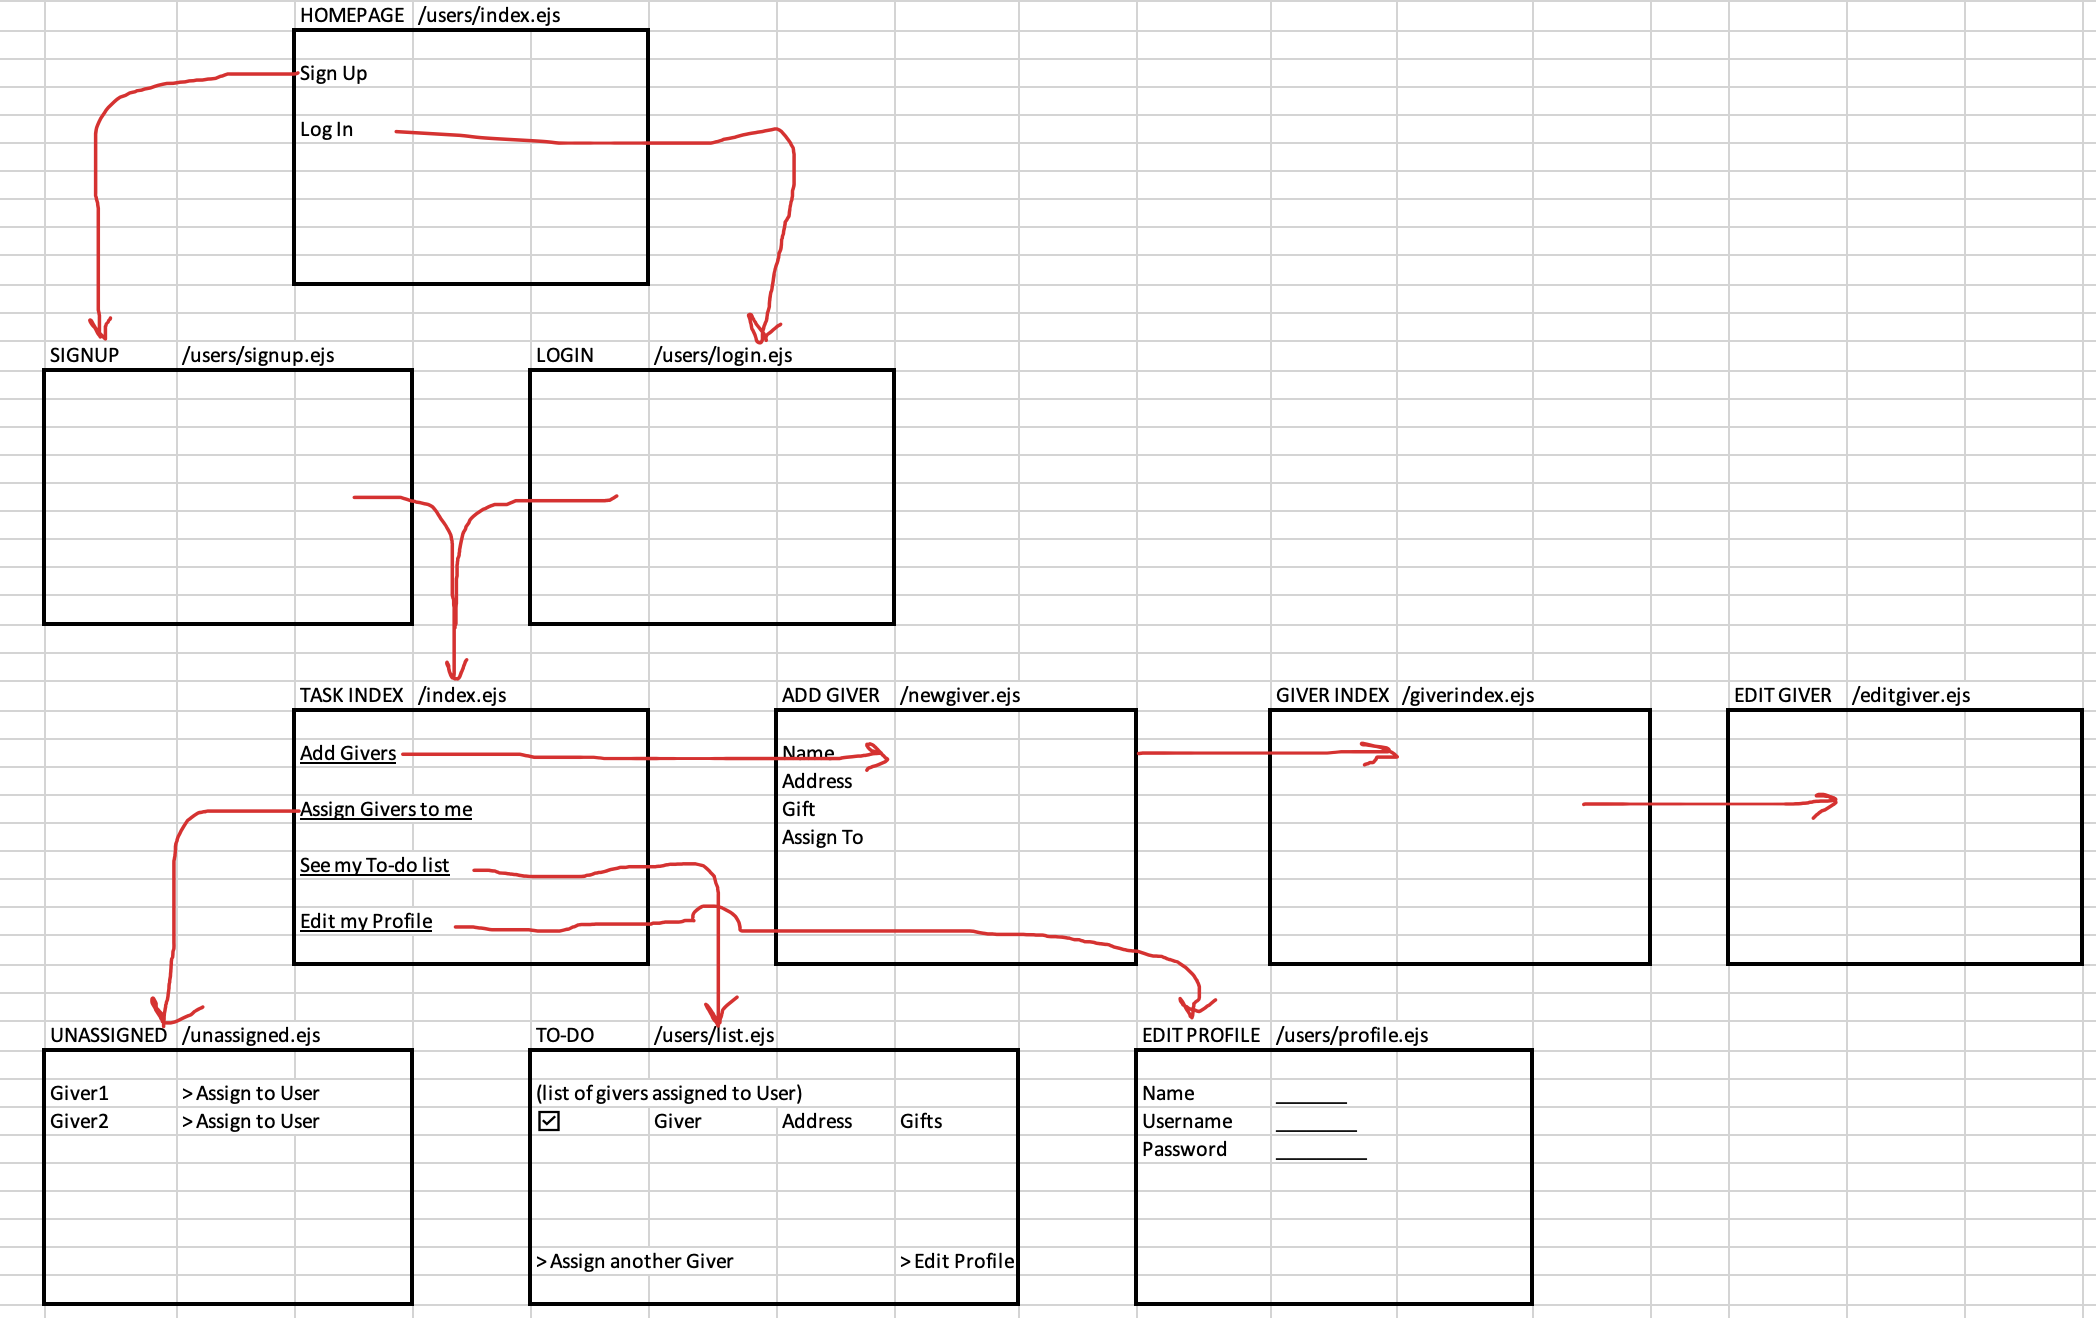 HOMEPAGE /users/index.ejs
Sign Up
Log In
SIGNUP /users/signup.ejs
LOGIN /users/login.ejs
TASK INDEX /index.ejs
Add Givers
Assign Givers to me
See my To-do list
Edit my Profile
ADD GIVER /newgiver.ejs
Name
Address
Gift
Assign To
GIVER INDEX /giverindex.ejs
EDIT GIVER /editgiver.ejs
UNASSIGNED /unassigned.ejs
Giver1 > Assign to User
Giver2 > Assign to User
TO-DO /users/list.ejs
(list of givers assigned to User)
☑ Giver Address Gifts
> Assign another Giver > Edit Profile
EDIT PROFILE /users/profile.ejs
Name _______
Username ________
Password _________